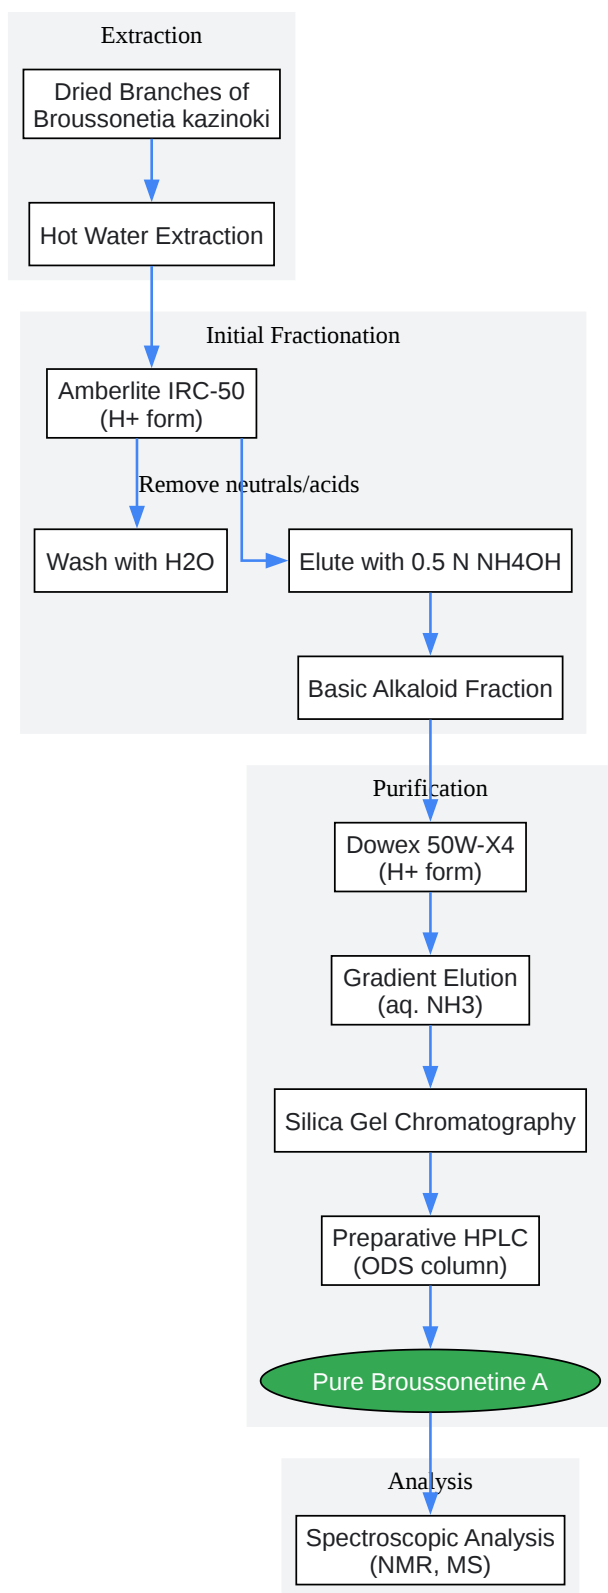 Extraction
Dried Branches of
Broussonetia kazinoki
Hot Water Extraction
Initial Fractionation
Amberlite IRC-50
(H+ form)
Remove neutrals/acids
Wash with H2O
Elute with 0.5 N NH4OH
Basic Alkaloid Fraction
Purification
Dowex 50W-X4
(H+ form)
Gradient Elution
(aq. NH3)
Silica Gel Chromatography
Preparative HPLC
(ODS column)
Pure Broussonetine A
Analysis
Spectroscopic Analysis
(NMR, MS)